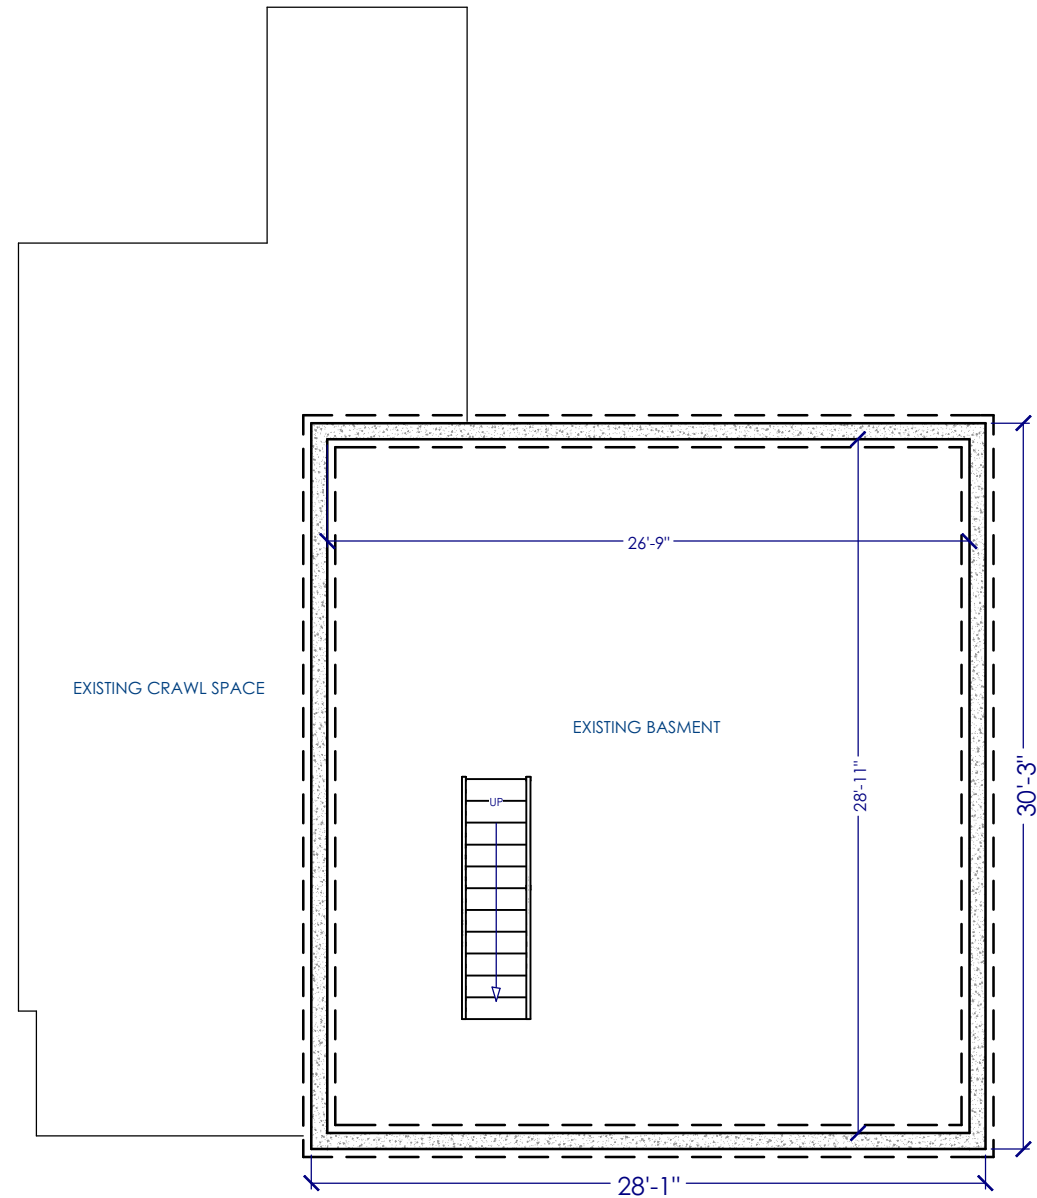 26'-9"
EXISTING CRAWL SPACE
EXISTING BASMENT
28'-11"
30'-3"
UP
28'-1"